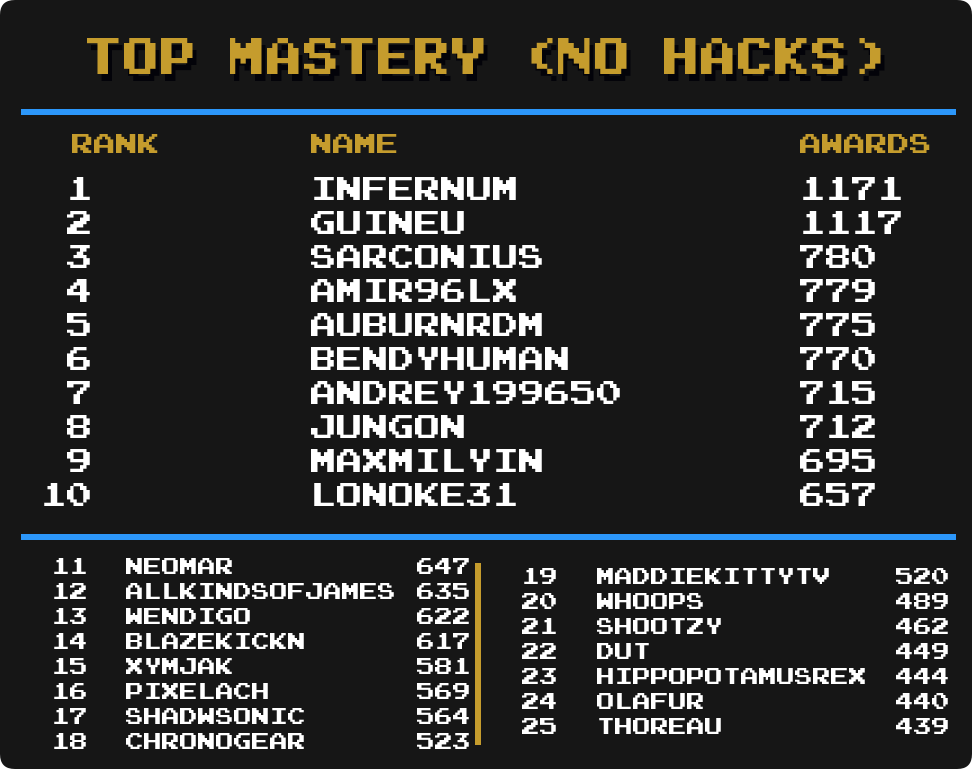 TOP MASTERY (NO HACKS)
RANK NAME AWARDS
1 INFERNUM 1171
2 GUINEU 1117
3 SARCONIUS 780
4 AMIR96LX 779
5 AUBURNRDM 775
6 BENDYHUMAN 770
7 ANDREY199650 715
8 JUNGON 712
9 MAXMILYIN 695
10 LONOKE31 657
11 NEOMAR 647
12 ALLKINDSOFJAMES 635
13 WENDIGO 622
14 BLAZEKICKN 617
15 XYMJAK 581
16 PIXELACH 569
17 SHADWSONIC 564
18 CHRONOGEAR 523
19 MADDIEKITTYTV 520
20 WHOOPS 489
21 SHOOTZY 462
22 DUT 449
23 HIPPOPOTAMUSREX 444
24 OLAFUR 440
25 THOREAU 439